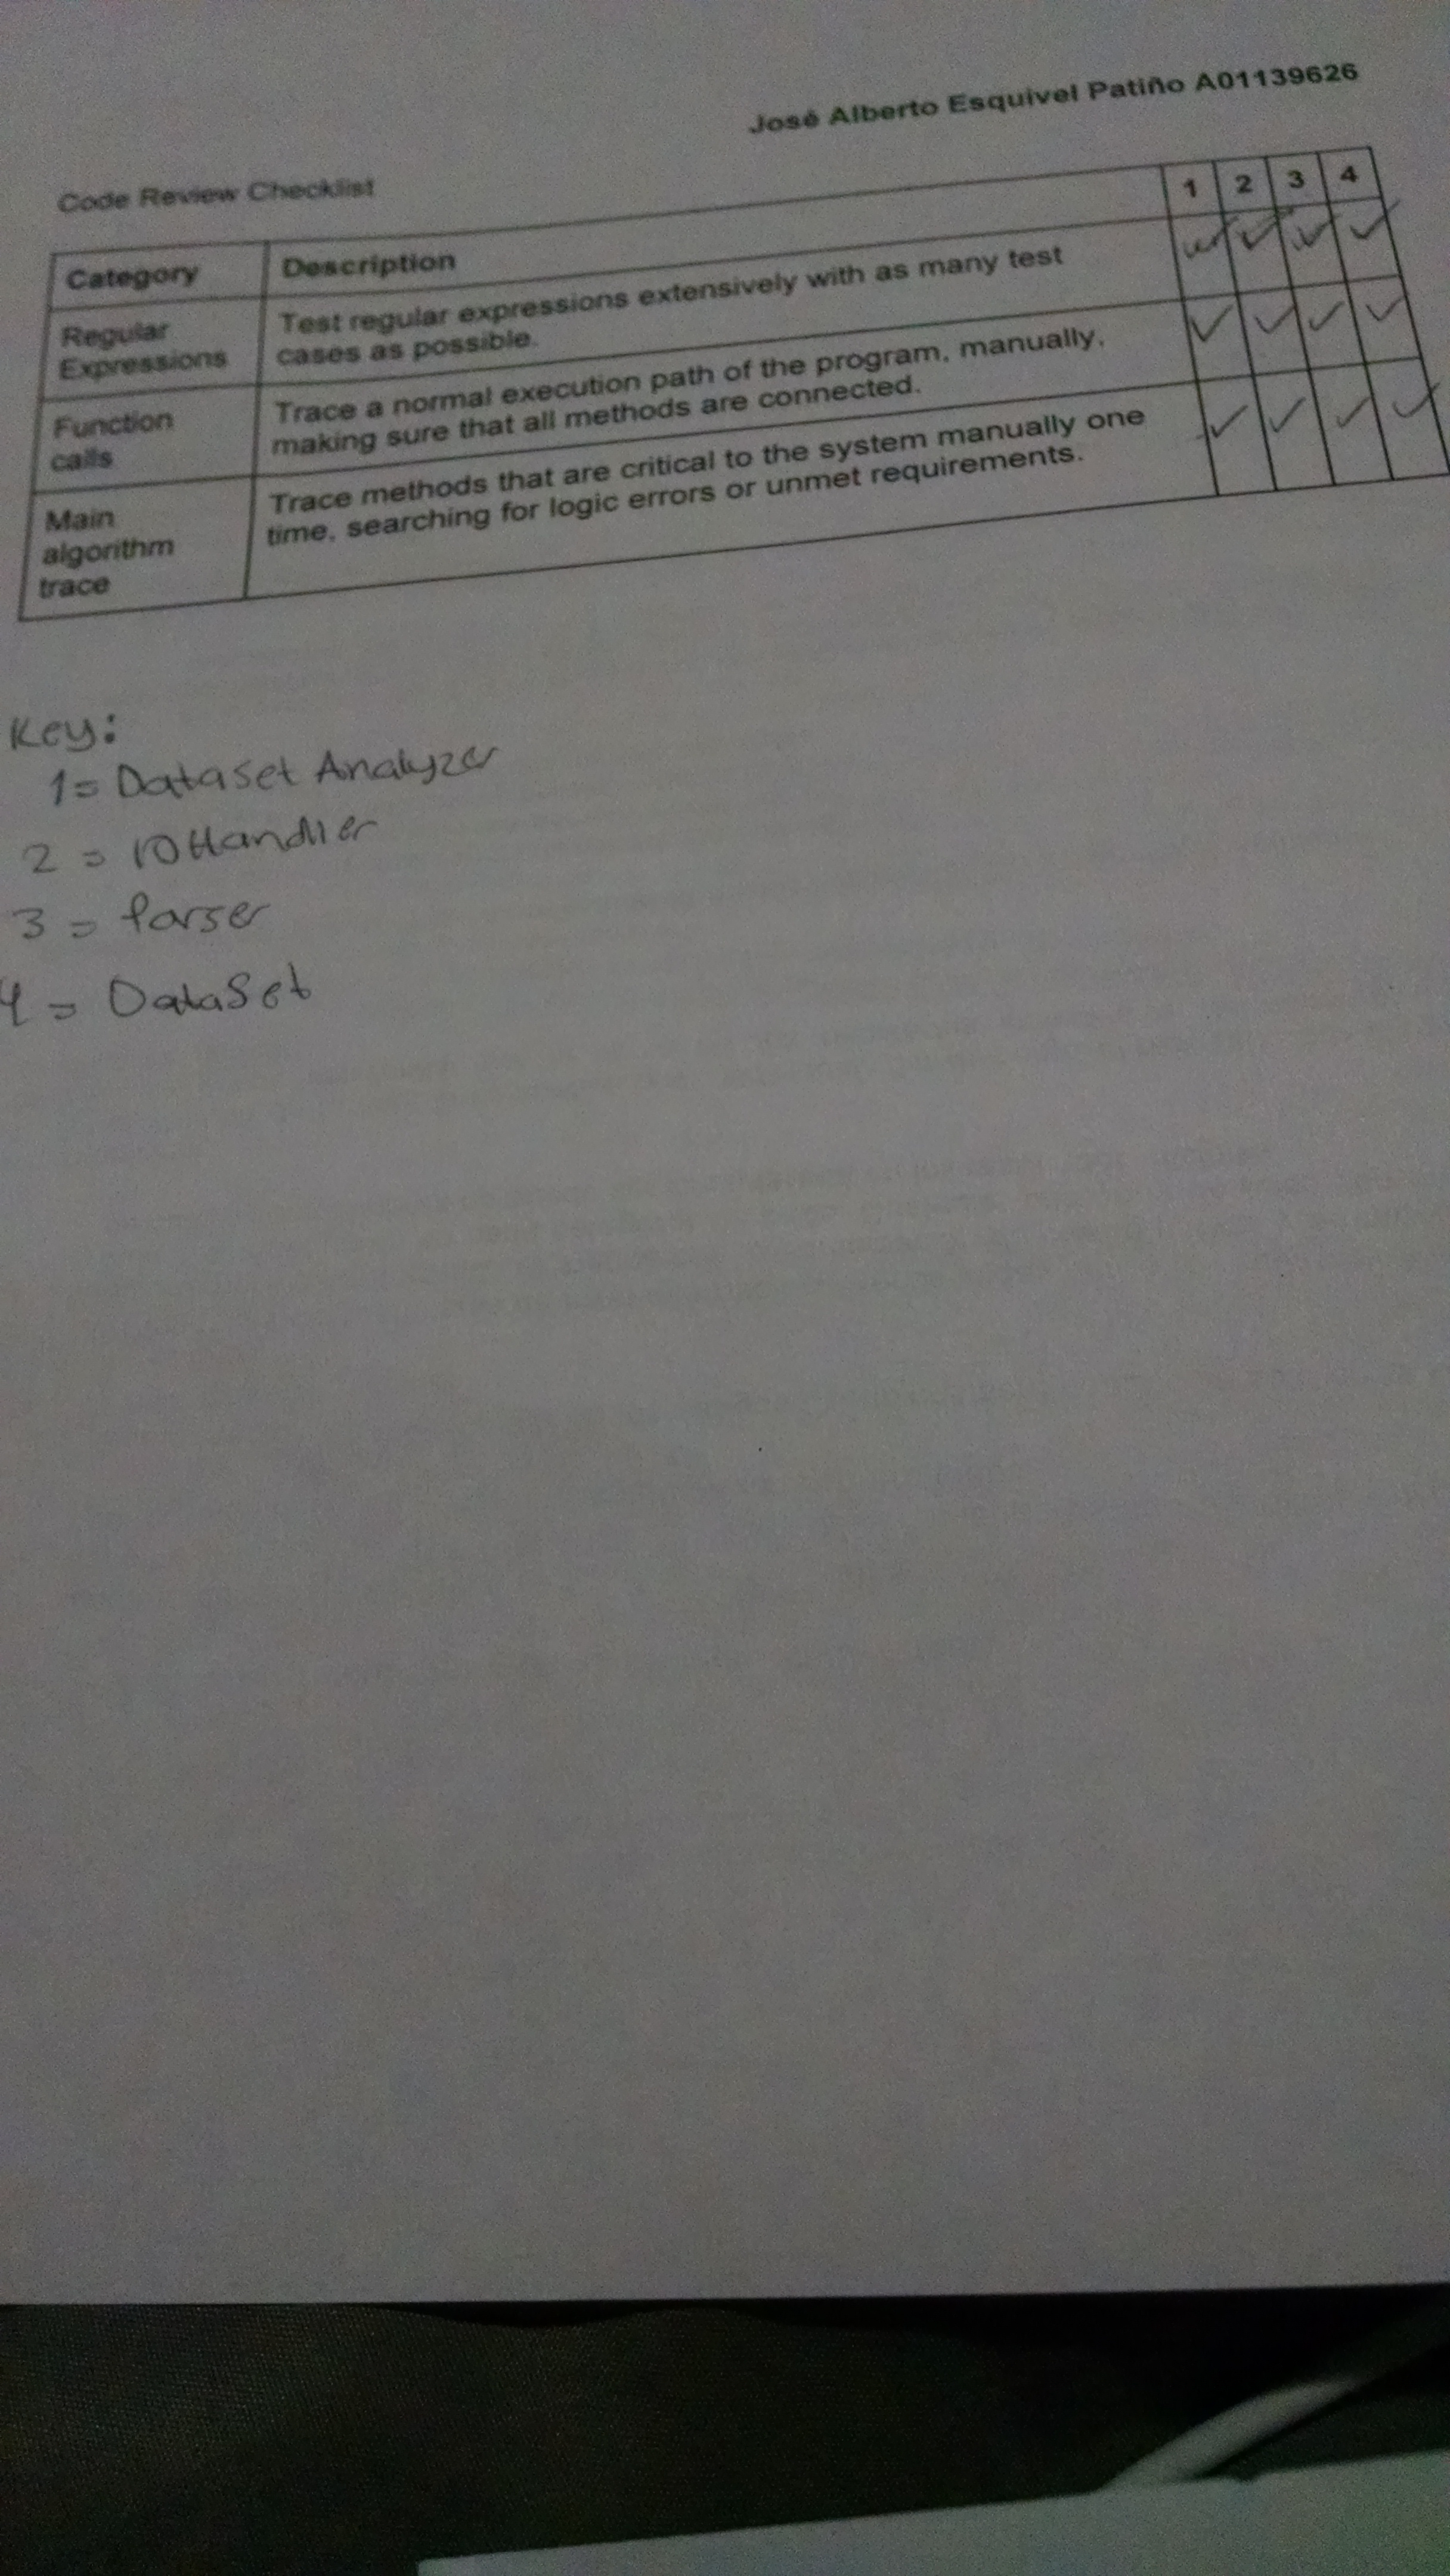 José Alberto Esquivel Patiño A01139626
Code Review Checklist
Category Description 1 2 3 4
Regular Expressions
Test regular expressions extensively with as many test
cases as possible.
✓ ✓ ✓ ✓
Function calls
Trace a normal execution path of the program, manually,
making sure that all methods are connected.
✓ ✓ ✓ ✓
Main algorithm trace
Trace methods that are critical to the system manually one
time, searching for logic errors or unmet requirements.
✓ ✓ ✓ ✓
Key:
1= Dataset Analyzer
2 = IOHandler
3 = Parser
4 = DataSet